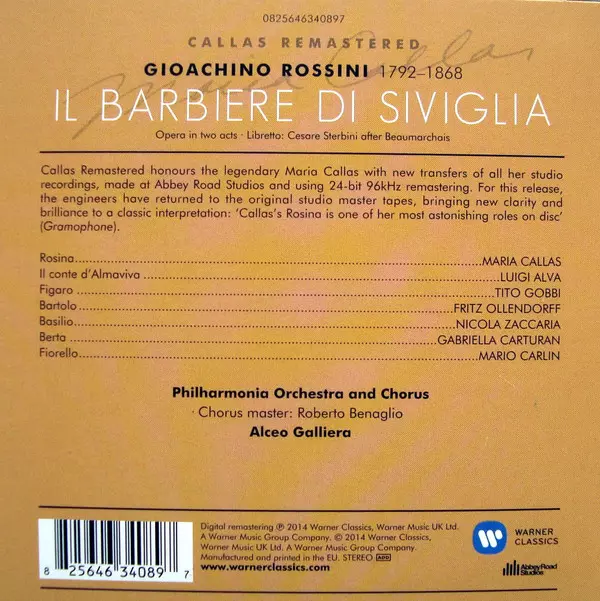 0825646340897
CALLAS REMASTERED
GIOACHINO ROSSINI 1792–1868
IL BARBIERE DI SIVIGLIA
Opera in two acts · Libretto: Cesare Sterbini after Beaumarchais
Callas Remastered honours the legendary Maria Callas with new transfers of all her studio
recordings, made at Abbey Road Studios and using 24-bit 96kHz remastering. For this release,
the engineers have returned to the original studio master tapes, bringing new clarity and
brilliance to a classic interpretation: ‘Callas’s Rosina is one of her most astonishing roles on disc’
(Gramophone).
Rosina MARIA CALLAS
Il conte d’Almaviva LUIGI ALVA
Figaro TITO GOBBI
Bartolo FRITZ OLLENDORFF
Basilio NICOLA ZACCARIA
Berta GABRIELLA CARTURAN
Fiorello MARIO CARLIN
Philharmonia Orchestra and Chorus
· Chorus master: Roberto Benaglio
Alceo Galliera
Digital remastering ℗ 2014 Warner Classics, Warner Music UK Ltd.
A Warner Music Group Company. © 2014 Warner Classics,
Warner Music UK Ltd. A Warner Music Group Company.
Manufactured and printed in the EU. STEREO ADD
www.warnerclassics.com
8 25646 34089 7
WARNER
CLASSICS
Abbey Road
Studios